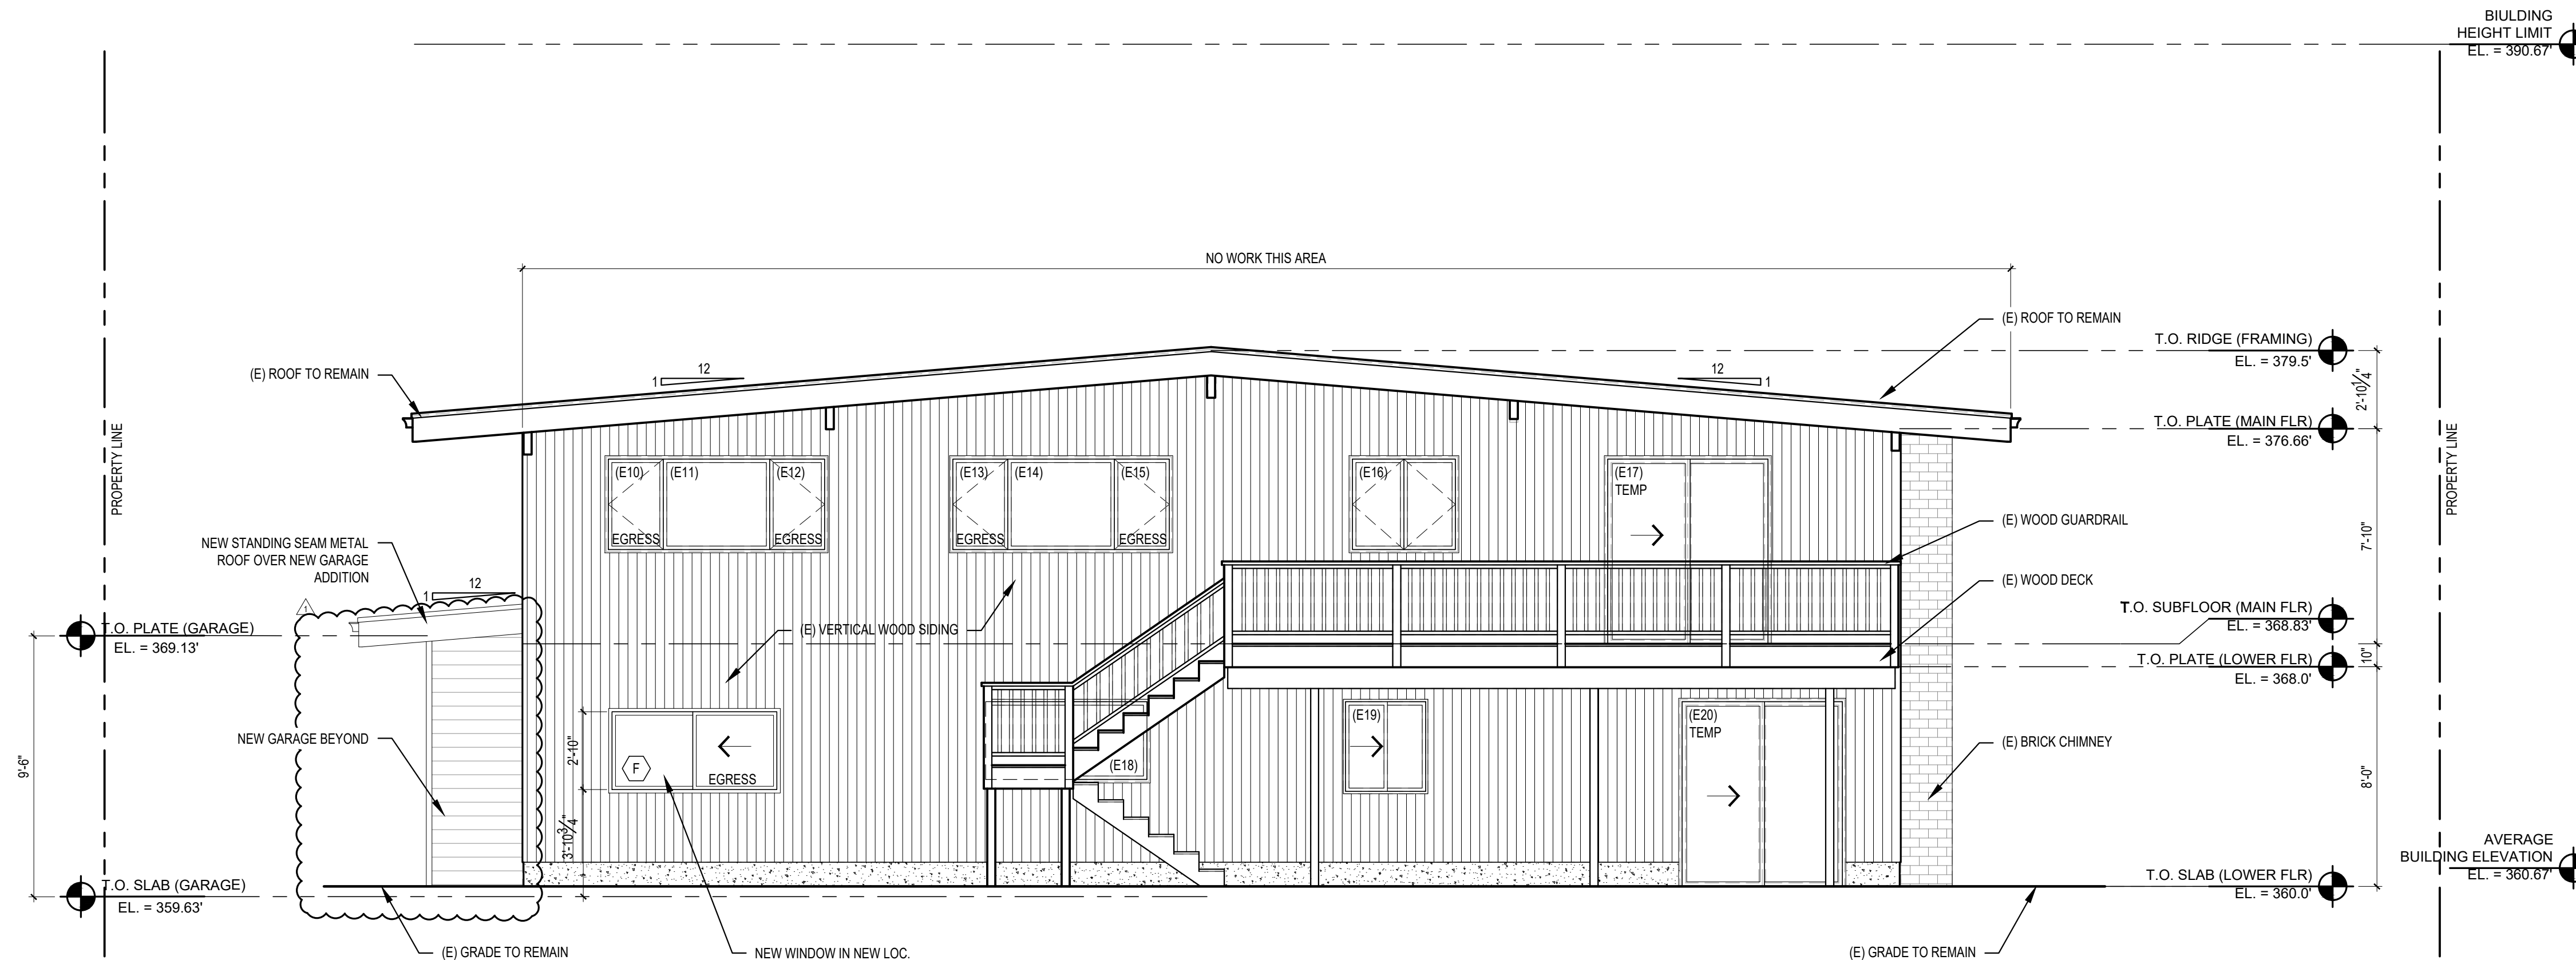 BIULDING
HEIGHT LIMIT
EL. = 390.67'
NO WORK THIS AREA
(E) ROOF TO REMAIN
T.O. RIDGE (FRAMING)
EL. = 379.5'
2'-10 1/4"
12
1
12
1
(E) ROOF TO REMAIN
T.O. PLATE (MAIN FLR)
EL. = 376.66'
PROPERTY LINE
PROPERTY LINE
(E10)
(E11)
(E12)
EGRESS
EGRESS
(E13)
(E14)
(E15)
EGRESS
EGRESS
(E16)
(E17)
TEMP
(E) WOOD GUARDRAIL
7'-10"
NEW STANDING SEAM METAL
ROOF OVER NEW GARAGE
ADDITION
12
1
1
(E) WOOD DECK
T.O. SUBFLOOR (MAIN FLR)
EL. = 368.83'
T.O. PLATE (GARAGE)
EL. = 369.13'
(E) VERTICAL WOOD SIDING
10"
T.O. PLATE (LOWER FLR)
EL. = 368.0'
NEW GARAGE BEYOND
9'-6"
2'-10"
F
EGRESS
(E18)
(E19)
(E20)
TEMP
(E) BRICK CHIMNEY
8'-0"
3'-10 3/4"
AVERAGE
BUILDING ELEVATION
EL. = 360.67'
T.O. SLAB (GARAGE)
EL. = 359.63'
T.O. SLAB (LOWER FLR)
EL. = 360.0'
(E) GRADE TO REMAIN
NEW WINDOW IN NEW LOC.
(E) GRADE TO REMAIN